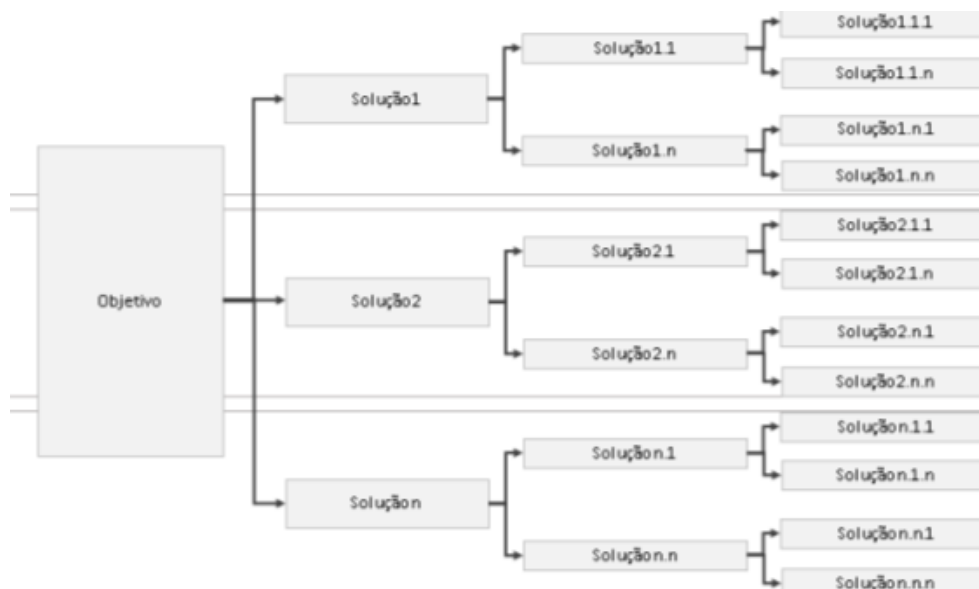 Objetivo
Solução1
Solução1.1
Solução1.1.1
Solução1.1.n
Solução1.n
Solução1.n.1
Solução1.n.n
Solução2
Solução2.1
Solução2.1.1
Solução2.1.n
Solução2.n
Solução2.n.1
Solução2.n.n
Soluçãon
Soluçãon.1
Soluçãon.1.1
Soluçãon.1.n
Soluçãon.n
Soluçãon.n.1
Soluçãon.n.n